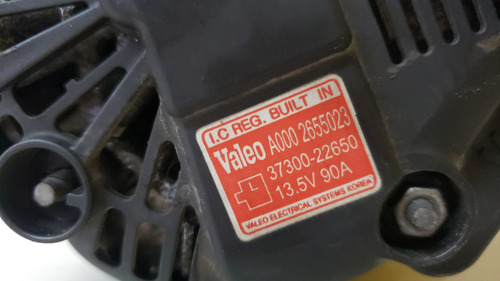 I.C REG. BUILT IN
Valeo A000 2655023
37300-22650
13.5V 90A
VALEO ELECTRICAL SYSTEMS KOREA